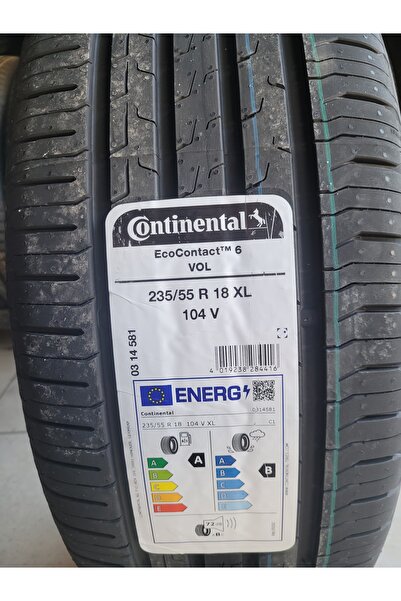 Continental
EcoContact™ 6
VOL
235/55 R 18 XL
104 V
03 14 581
4 019238 284416
ENERG
Continental
0314581
235/55 R 18 104 V XL
C1
A
B
C
D
E
A
A
B
C
D
E
B
72 dB
B